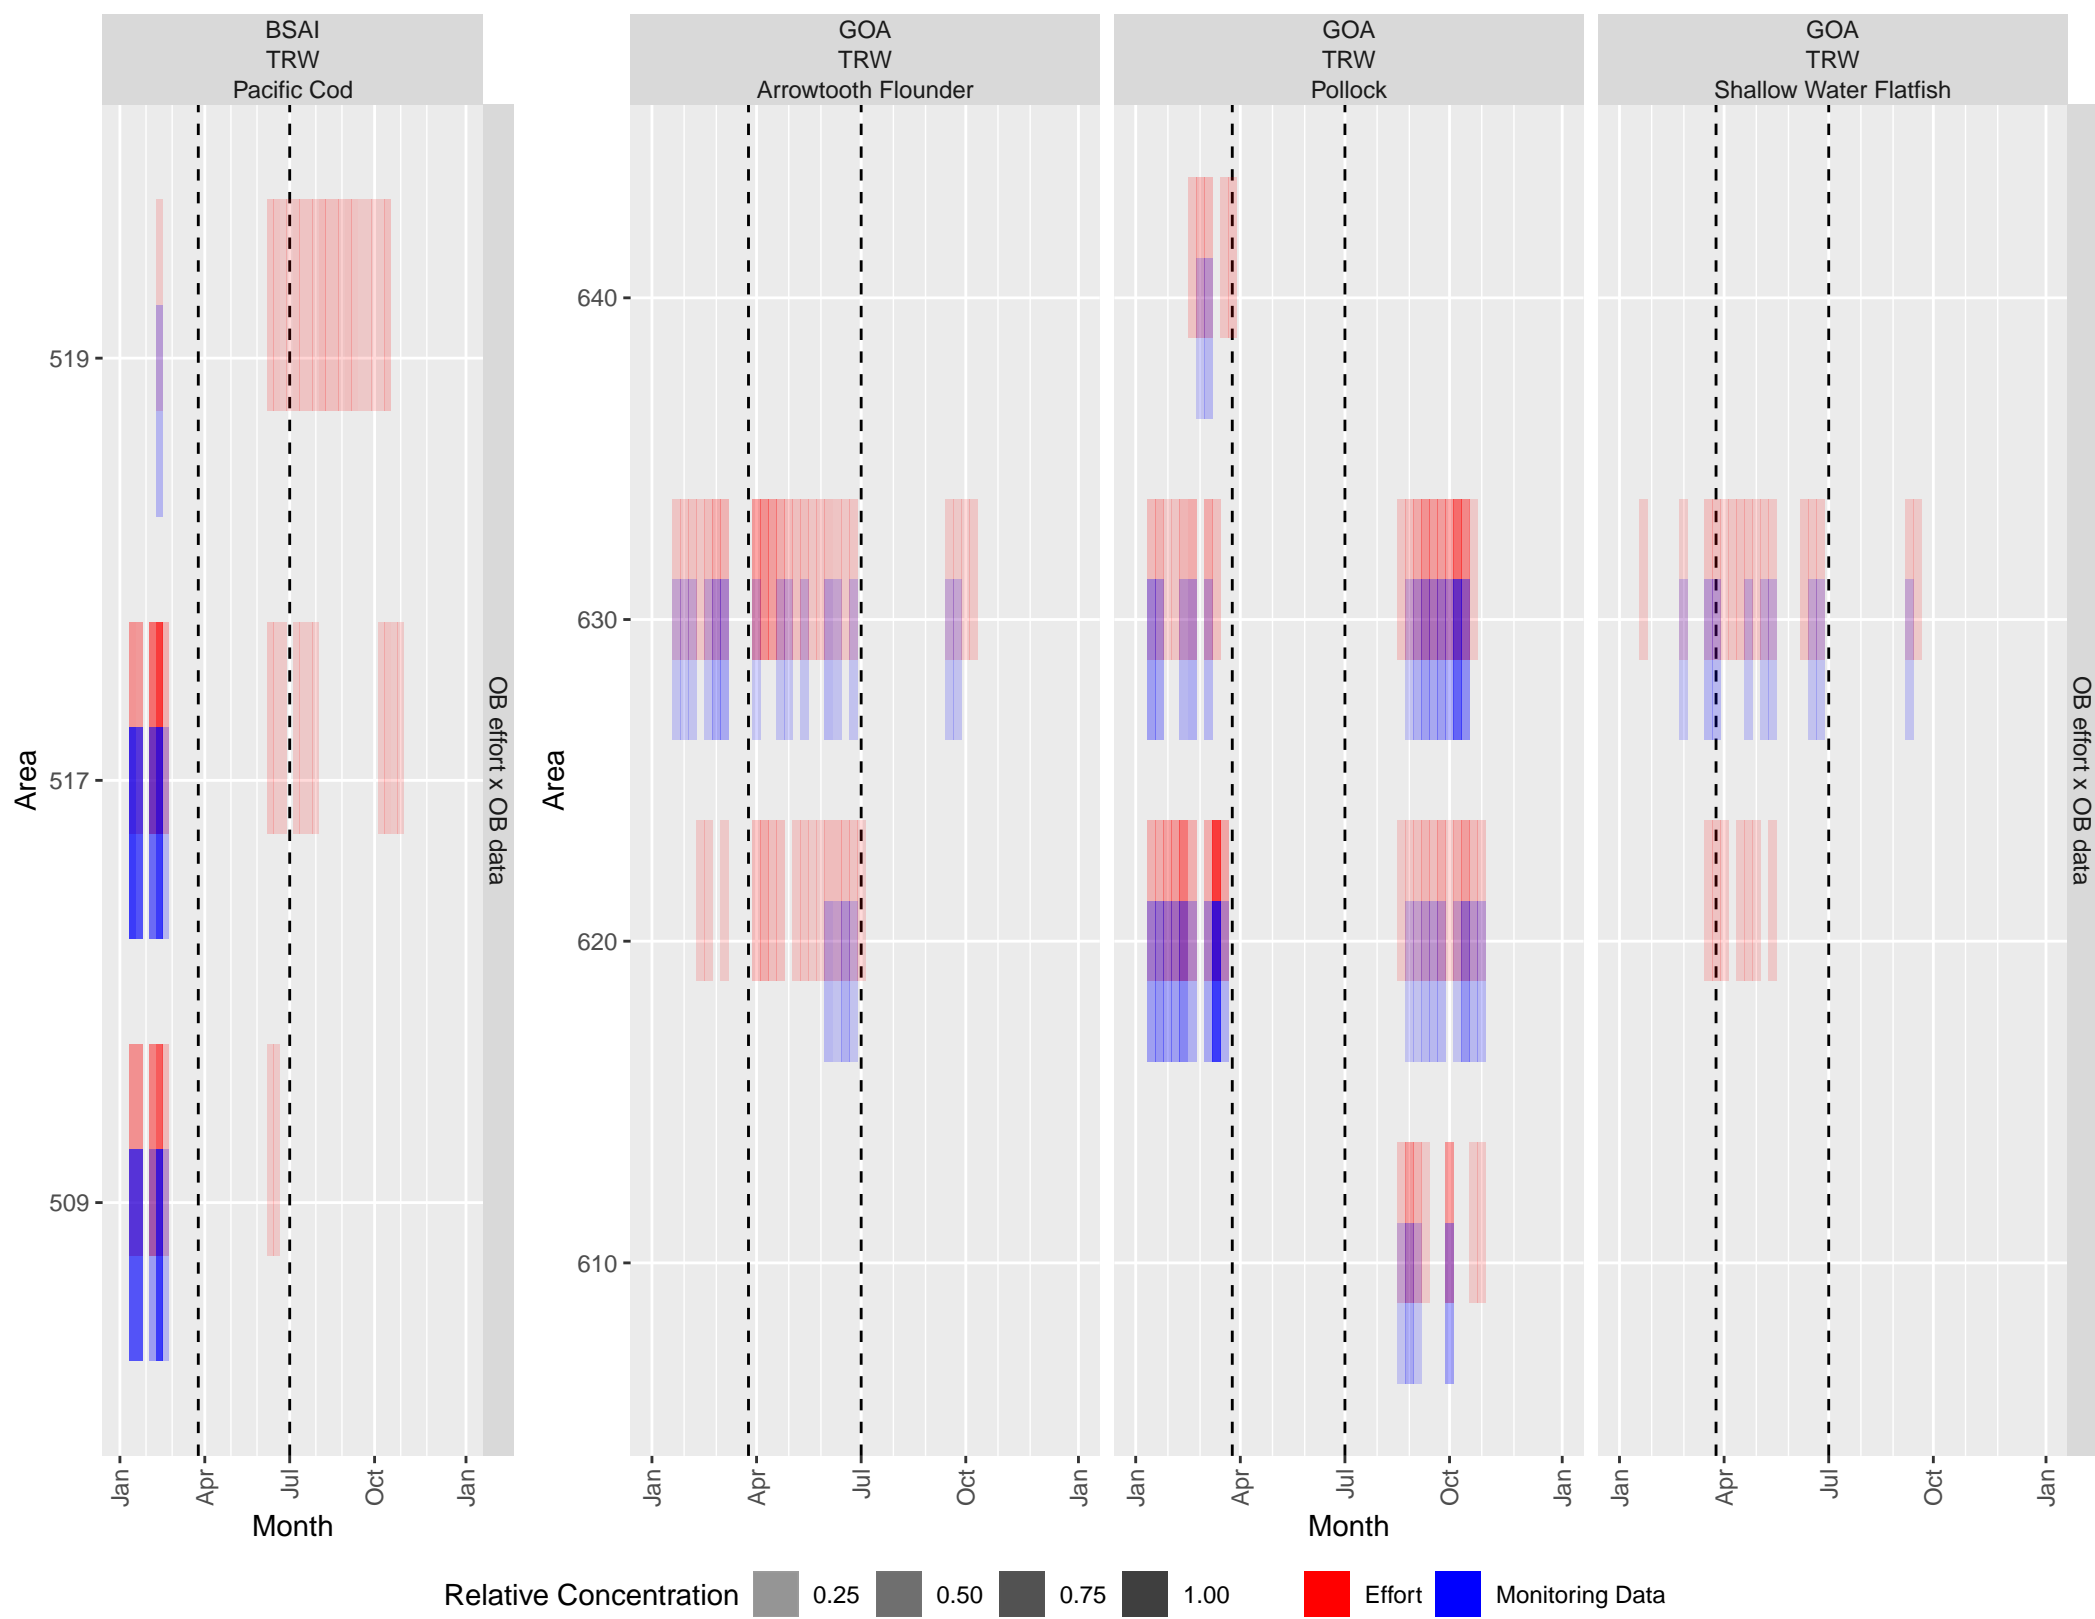 BSAI
TRW
Pacific Cod
GOA
TRW
Arrowtooth Flounder
GOA
TRW
Pollock
GOA
TRW
Shallow Water Flatfish
Area
519
517
509
OB effort x OB data
Area
640
630
620
610
OB effort x OB data
Jan Apr Jul Oct Jan
Jan Apr Jul Oct Jan
Jan Apr Jul Oct Jan
Jan Apr Jul Oct Jan
Month
Month
Relative Concentration 0.25 0.50 0.75 1.00 Effort Monitoring Data